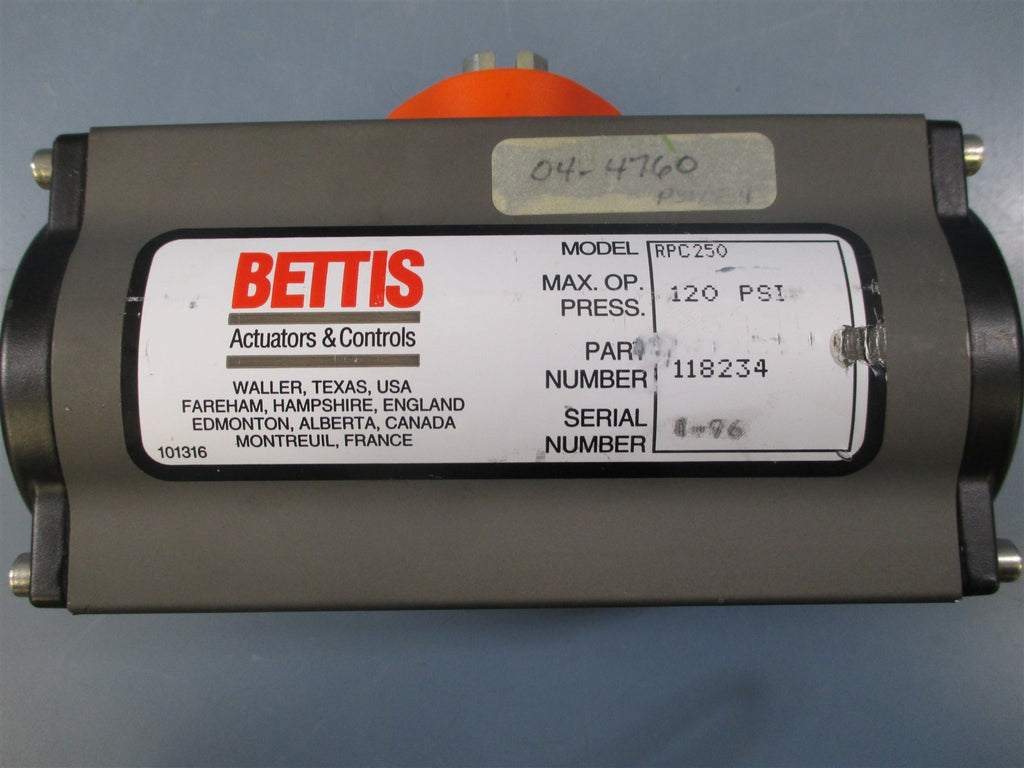 04-4760
BETTIS
Actuators & Controls
WALLER, TEXAS, USA
FAREHAM, HAMPSHIRE, ENGLAND
EDMONTON, ALBERTA, CANADA
MONTREUIL, FRANCE
101316
MODEL RPC250
MAX. OP.
PRESS. 120 PSI
PART
NUMBER 118234
SERIAL
NUMBER